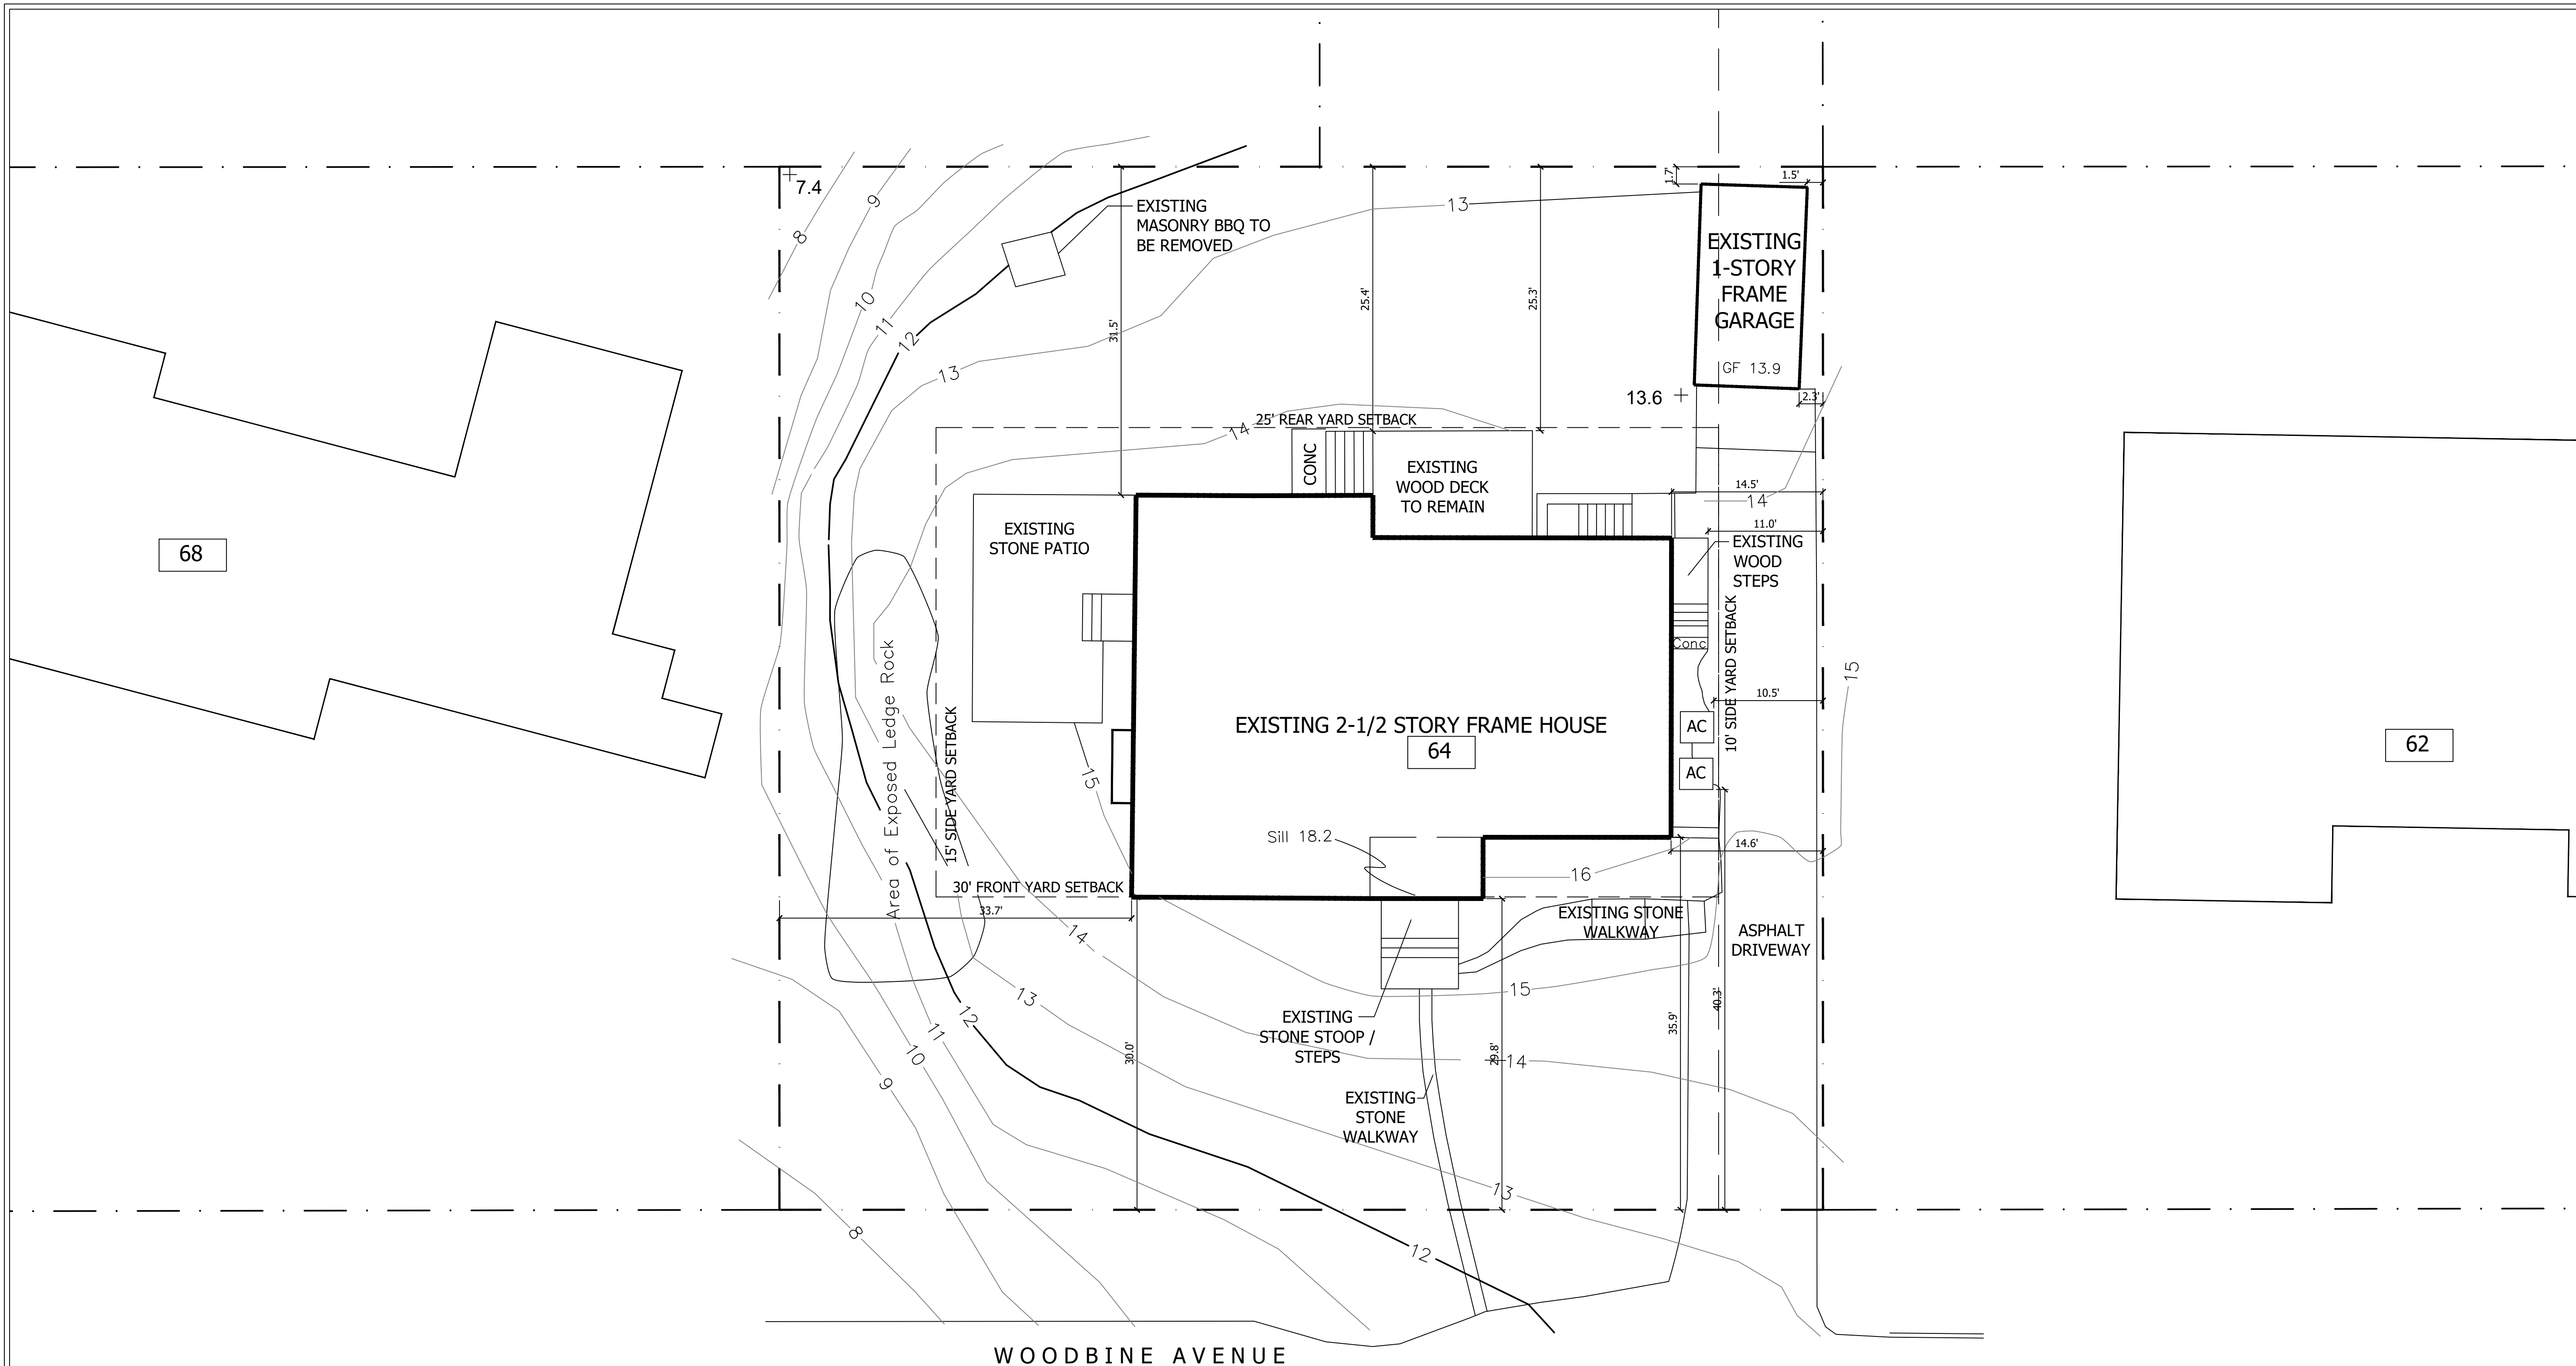 7.4
8
9
10
11
12
13
EXISTING
MASONRY BBQ TO
BE REMOVED
31.5'
25.4'
25.3'
13
1.7'
1.5'
EXISTING
1-STORY
FRAME
GARAGE
GF 13.9
13.6
2.3'
14
25' REAR YARD SETBACK
CONC
EXISTING
WOOD DECK
TO REMAIN
14.5'
14
11.0'
EXISTING
WOOD
STEPS
EXISTING
STONE PATIO
68
Conc
10' SIDE YARD SETBACK
10.5'
15
Area of Exposed Ledge Rock
15' SIDE YARD SETBACK
EXISTING 2-1/2 STORY FRAME HOUSE
64
AC
AC
62
15
Sill 18.2
14.6'
16
30' FRONT YARD SETBACK
33.7'
EXISTING STONE
WALKWAY
ASPHALT
DRIVEWAY
14
13
12
11
10
9
8
15
EXISTING
STONE STOOP /
STEPS
30.0'
29.8'
14
35.9'
40.3'
EXISTING
STONE
WALKWAY
13
12
WOODBINE AVENUE